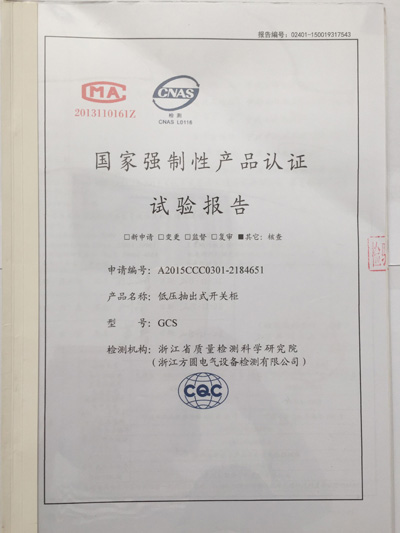 报告编号：02401-150019317543
MA
2013110161Z
CNAS
检测
CNAS L0116
国家强制性产品认证
试验报告
□新申请 □变更 □监督 □复审 ■其它：核查
申请编号：A2015CCC0301-2184651
产品名称：低压抽出式开关柜
型 号：GCS
检测机构：浙江省质量检测科学研究院
（浙江方圆电气设备检测有限公司）
CQC